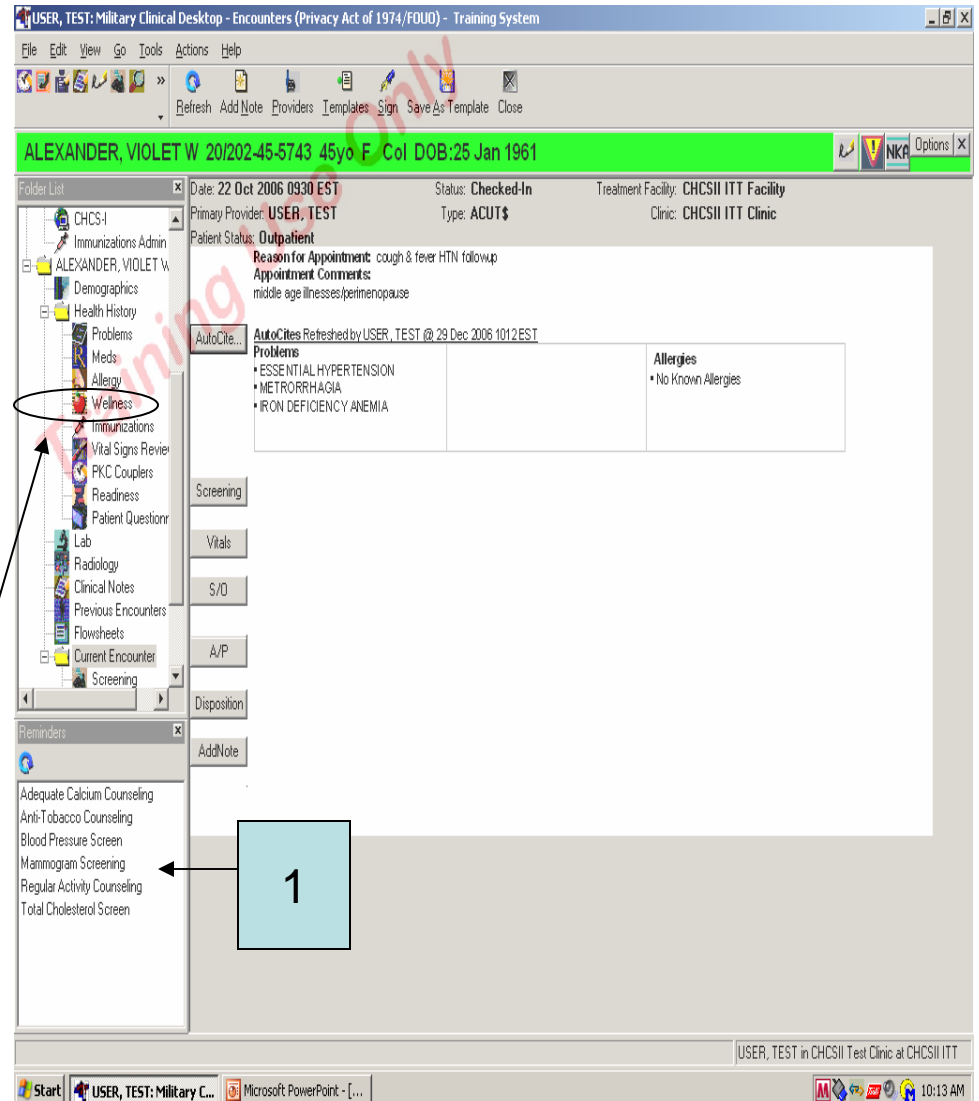 USER, TEST: Military Clinical Desktop - Encounters (Privacy Act of 1974/FOUO) - Training System
File Edit View Go Tools Actions Help
Refresh Add Note Providers Templates Sign Save As Template Close
ALEXANDER, VIOLET W 20/202-45-5743 45yo F Col DOB:25 Jan 1961
NKA Options X
Folder List
CHCS-I
Immunizations Admin
ALEXANDER, VIOLET W
Demographics
Health History
Problems
Meds
Allergy
Wellness
Immunizations
Vital Signs Review
PKC Couplers
Readiness
Patient Questionr
Lab
Radiology
Clinical Notes
Previous Encounters
Flowsheets
Current Encounter
Screening
Reminders
Adequate Calcium Counseling
Anti-Tobacco Counseling
Blood Pressure Screen
Mammogram Screening
Regular Activity Counseling
Total Cholesterol Screen
Date: 22 Oct 2006 0930 EST Status: Checked-In Treatment Facility: CHCSII ITT Facility
Primary Provider: USER, TEST Type: ACUT$ Clinic: CHCSII ITT Clinic
Patient Status: Outpatient
Reason for Appointment: cough & fever HTN followup
Appointment Comments:
middle age illnesses/perimenopause
AutoCite...
AutoCites Refreshed by USER, TEST @ 29 Dec 2006 1012 EST
Problems
▪ ESSENTIAL HYPERTENSION
▪ METRORRHAGIA
▪ IRON DEFICIENCY ANEMIA
Allergies
▪ No Known Allergies
Screening
Vitals
S/O
A/P
Disposition
AddNote
1
Training Use Only
USER, TEST in CHCSII Test Clinic at CHCSII ITT
Start USER, TEST: Military C... Microsoft PowerPoint - [... 10:13 AM